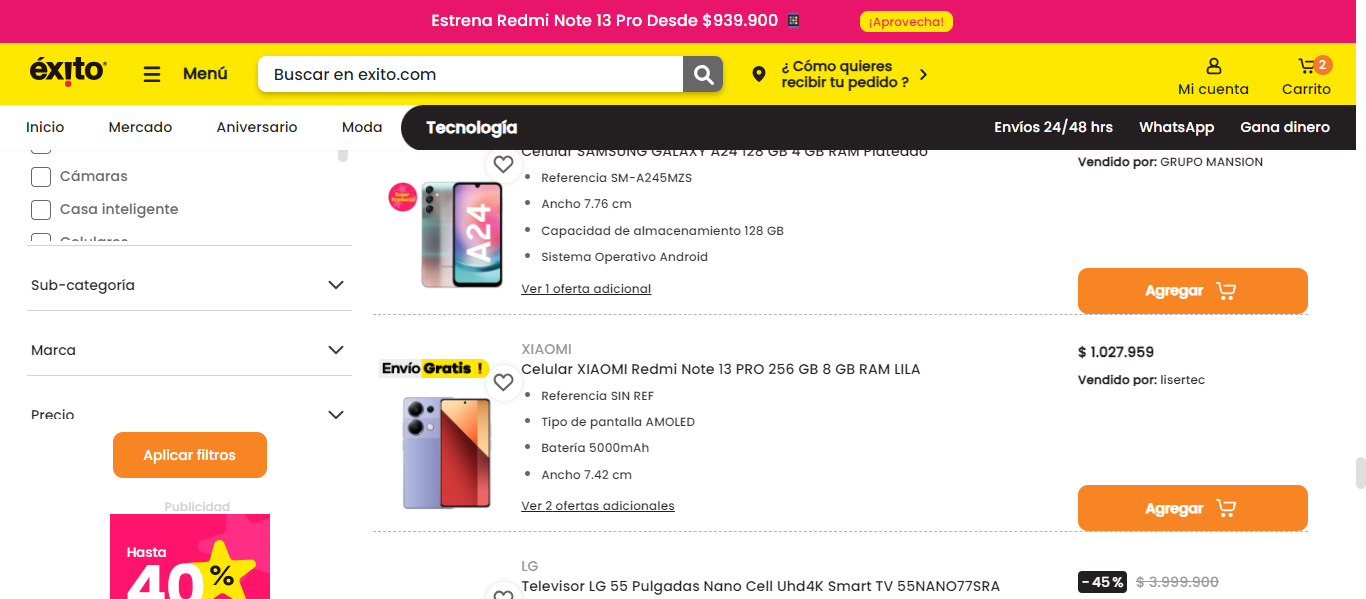 Estrena Redmi Note 13 Pro Desde $939.900
¡Aprovecha!
éxito
Menú
Buscar en exito.com
¿ Cómo quieres
recibir tu pedido ?
Mi cuenta
2
Carrito
Inicio
Mercado
Aniversario
Moda
Tecnología
Envíos 24/48 hrs
WhatsApp
Gana dinero
Cámaras
Casa inteligente
Celulares
Sub-categoría
Marca
Precio
Aplicar filtros
Publicidad
Hasta
40%
Celular SAMSUNG GALAXY A24 128 GB 4 GB RAM Plateado
Super
Producto
A24
Referencia SM-A245MZS
Ancho 7.76 cm
Capacidad de almacenamiento 128 GB
Sistema Operativo Android
Ver 1 oferta adicional
Vendido por: GRUPO MANSION
Agregar
Envío Gratis !
XIAOMI
Celular XIAOMI Redmi Note 13 PRO 256 GB 8 GB RAM LILA
Referencia SIN REF
Tipo de pantalla AMOLED
Batería 5000mAh
Ancho 7.42 cm
Ver 2 ofertas adicionales
$ 1.027.959
Vendido por: lisertec
Agregar
LG
Televisor LG 55 Pulgadas Nano Cell Uhd4K Smart TV 55NANO77SRA
- 45 %
$ 3.999.900